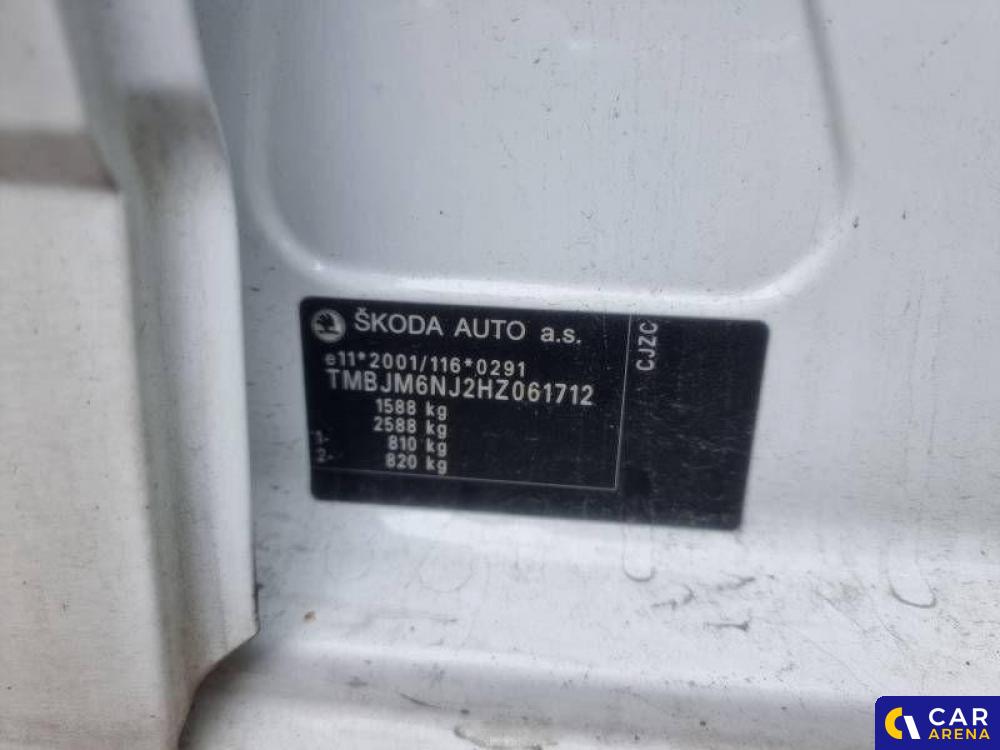 ŠKODA AUTO a.s.
e11*2001/116*0291
TMBJM6NJ2HZ061712
1588 kg
2588 kg
1- 810 kg
2- 820 kg
CJZC
CAR
ARENA